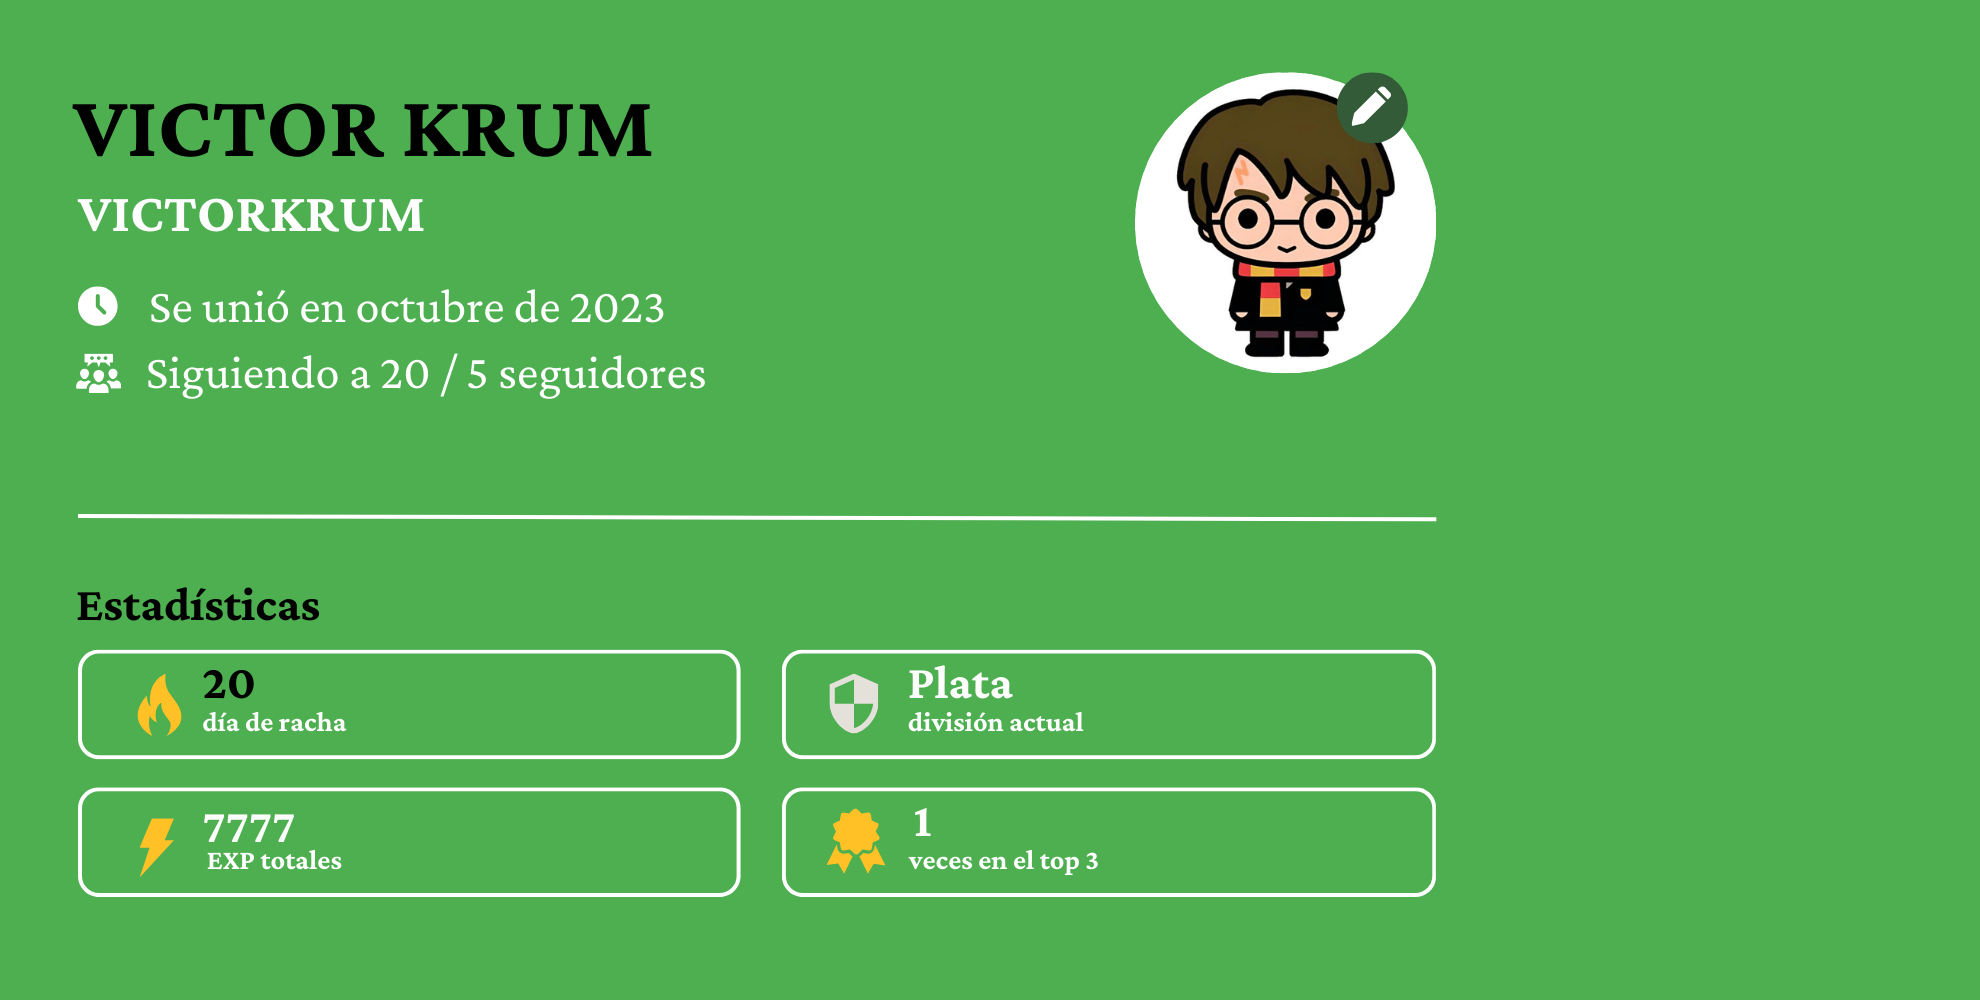 VICTOR KRUM
VICTORKRUM
Se unió en octubre de 2023
Siguiendo a 20 / 5 seguidores
Estadísticas
20
día de racha
Plata
división actual
7777
EXP totales
1
veces en el top 3